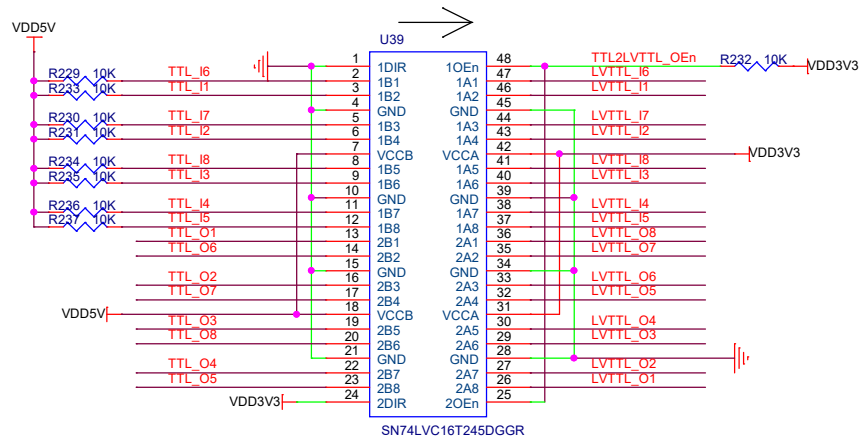 VDD5V
U39
R229 10K TTL_I6 1 1DIR 1OEn 48 TTL2LVTTL_OEn R232 10K VDD3V3
R233 10K TTL_I1 2 1B1 1A1 47 LVTTL_I6
3 1B2 1A2 46 LVTTL_I1
4 GND GND 45
R230 10K TTL_I7 5 1B3 1A3 44 LVTTL_I7
R231 10K TTL_I2 6 1B4 1A4 43 LVTTL_I2
7 VCCB VCCA 42 VDD3V3
R234 10K TTL_I8 8 1B5 1A5 41 LVTTL_I8
R235 10K TTL_I3 9 1B6 1A6 40 LVTTL_I3
10 GND GND 39
R236 10K TTL_I4 11 1B7 1A7 38 LVTTL_I4
R237 10K TTL_I5 12 1B8 1A8 37 LVTTL_I5
TTL_O1 13 2B1 2A1 36 LVTTL_O8
TTL_O6 14 2B2 2A2 35 LVTTL_O7
15 GND GND 34
TTL_O2 16 2B3 2A3 33 LVTTL_O6
TTL_O7 17 2B4 2A4 32 LVTTL_O5
VDD5V 18 VCCB VCCA 31
TTL_O3 19 2B5 2A5 30 LVTTL_O4
TTL_O8 20 2B6 2A6 29 LVTTL_O3
21 GND GND 28
TTL_O4 22 2B7 2A7 27 LVTTL_O2
TTL_O5 23 2B8 2A8 26 LVTTL_O1
VDD3V3 24 2DIR 2OEn 25
SN74LVC16T245DGGR